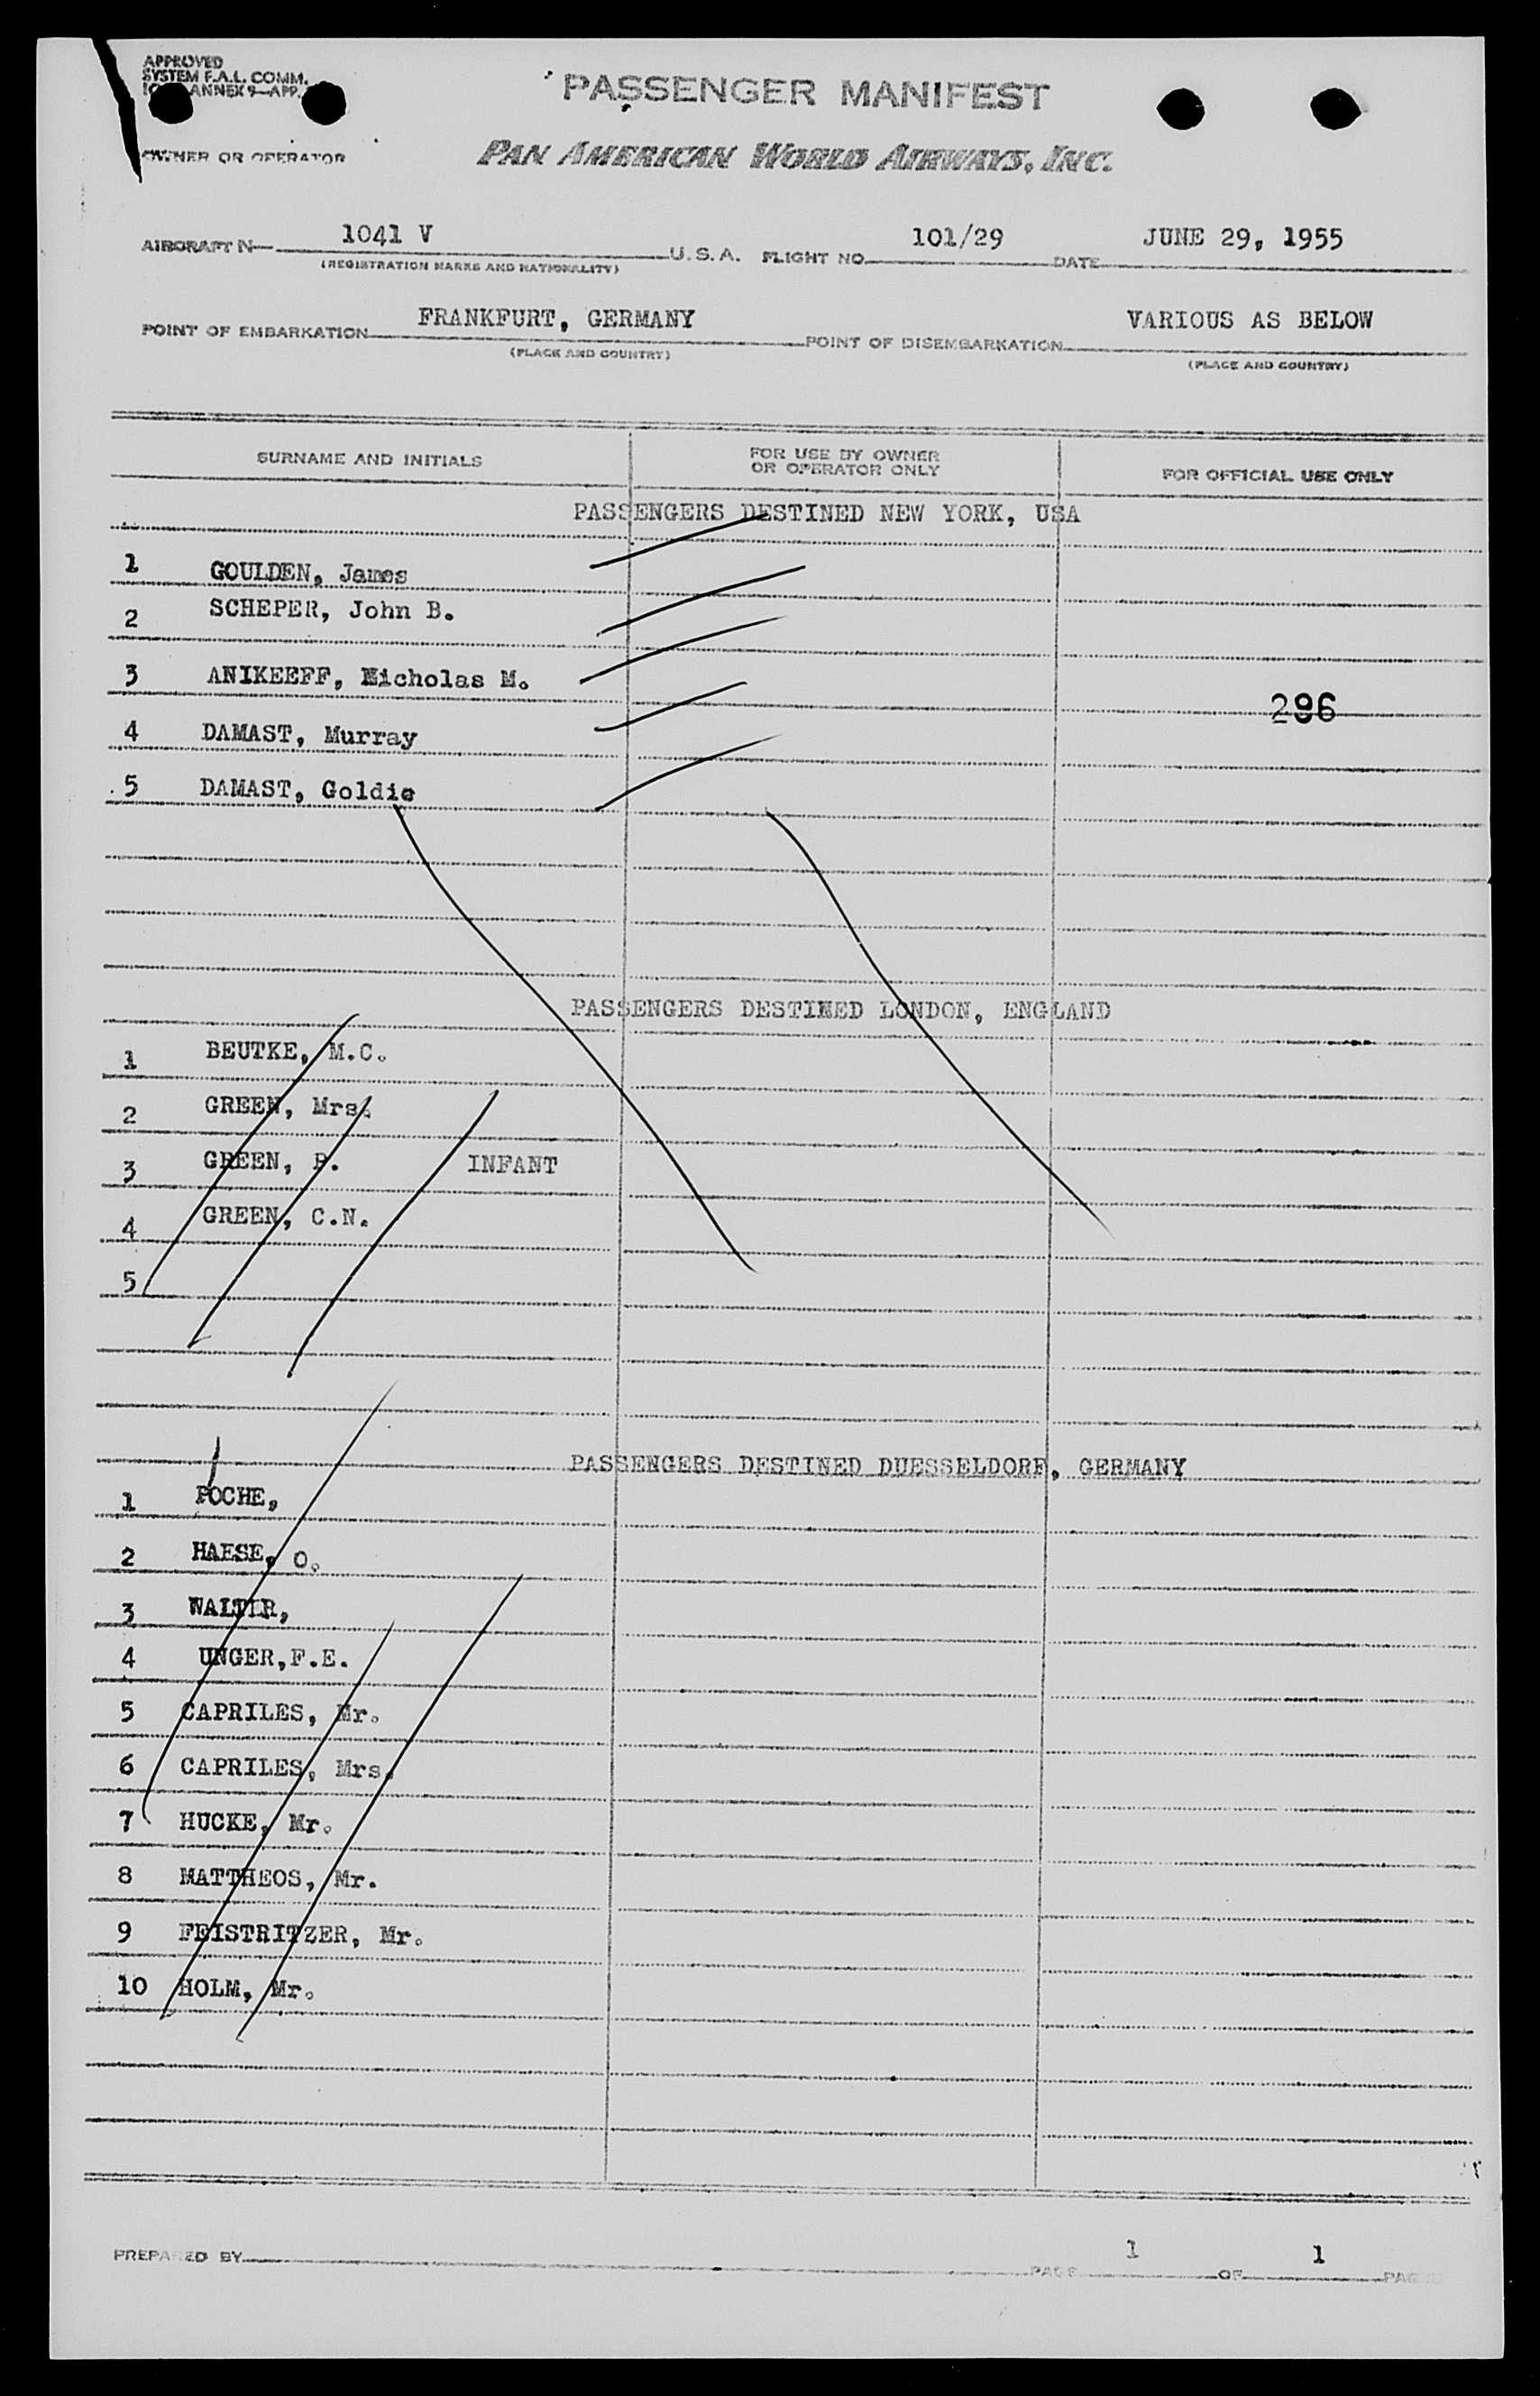 APPROVED
SYSTEM F.A.L. COMM.
ANNEX 9—APP.
PASSENGER MANIFEST
OWNER OR OPERATOR
PAN AMERICAN WORLD AIRWAYS, INC.
AIRCRAFT N— 1041 V U.S.A. FLIGHT NO. 101/29 DATE JUNE 29, 1955
(REGISTRATION MARKS AND NATIONALITY)
POINT OF EMBARKATION FRANKFURT, GERMANY POINT OF DISEMBARKATION VARIOUS AS BELOW
(PLACE AND COUNTRY) (PLACE AND COUNTRY)
SURNAME AND INITIALS FOR USE BY OWNER OR OPERATOR ONLY FOR OFFICIAL USE ONLY
PASSENGERS DESTINED NEW YORK, USA
1 GOULDEN, James
2 SCHEPER, John B.
3 ANIKEEFF, Nicholas M.
296
4 DAMAST, Murray
5 DAMAST, Goldie
PASSENGERS DESTINED LONDON, ENGLAND
1 BEUTKE, M.C.
2 GREEN, Mrs.
3 GREEN, P. INFANT
4 GREEN, C.N.
5
PASSENGERS DESTINED DUESSELDORF, GERMANY
1 POCHE,
2 HAESE, O.
3 WALTER,
4 UNGER,F.E.
5 CAPRILES, Mr.
6 CAPRILES, Mrs.
7 HUCKE, Mr.
8 MATTHEOS, Mr.
9 FEISTRITZER, Mr.
10 HOLM, Mr.
PREPARED BY PAGE 1 OF 1